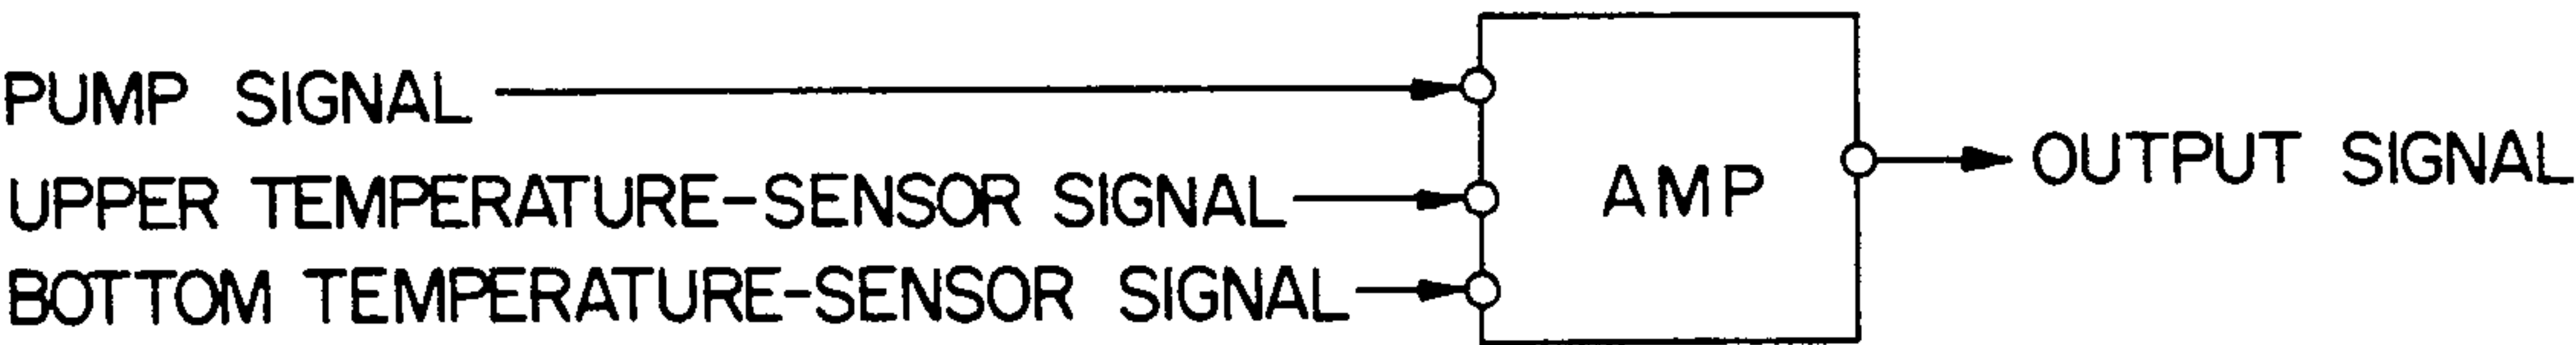 PUMP SIGNAL
UPPER TEMPERATURE-SENSOR SIGNAL
BOTTOM TEMPERATURE-SENSOR SIGNAL
AMP
OUTPUT SIGNAL